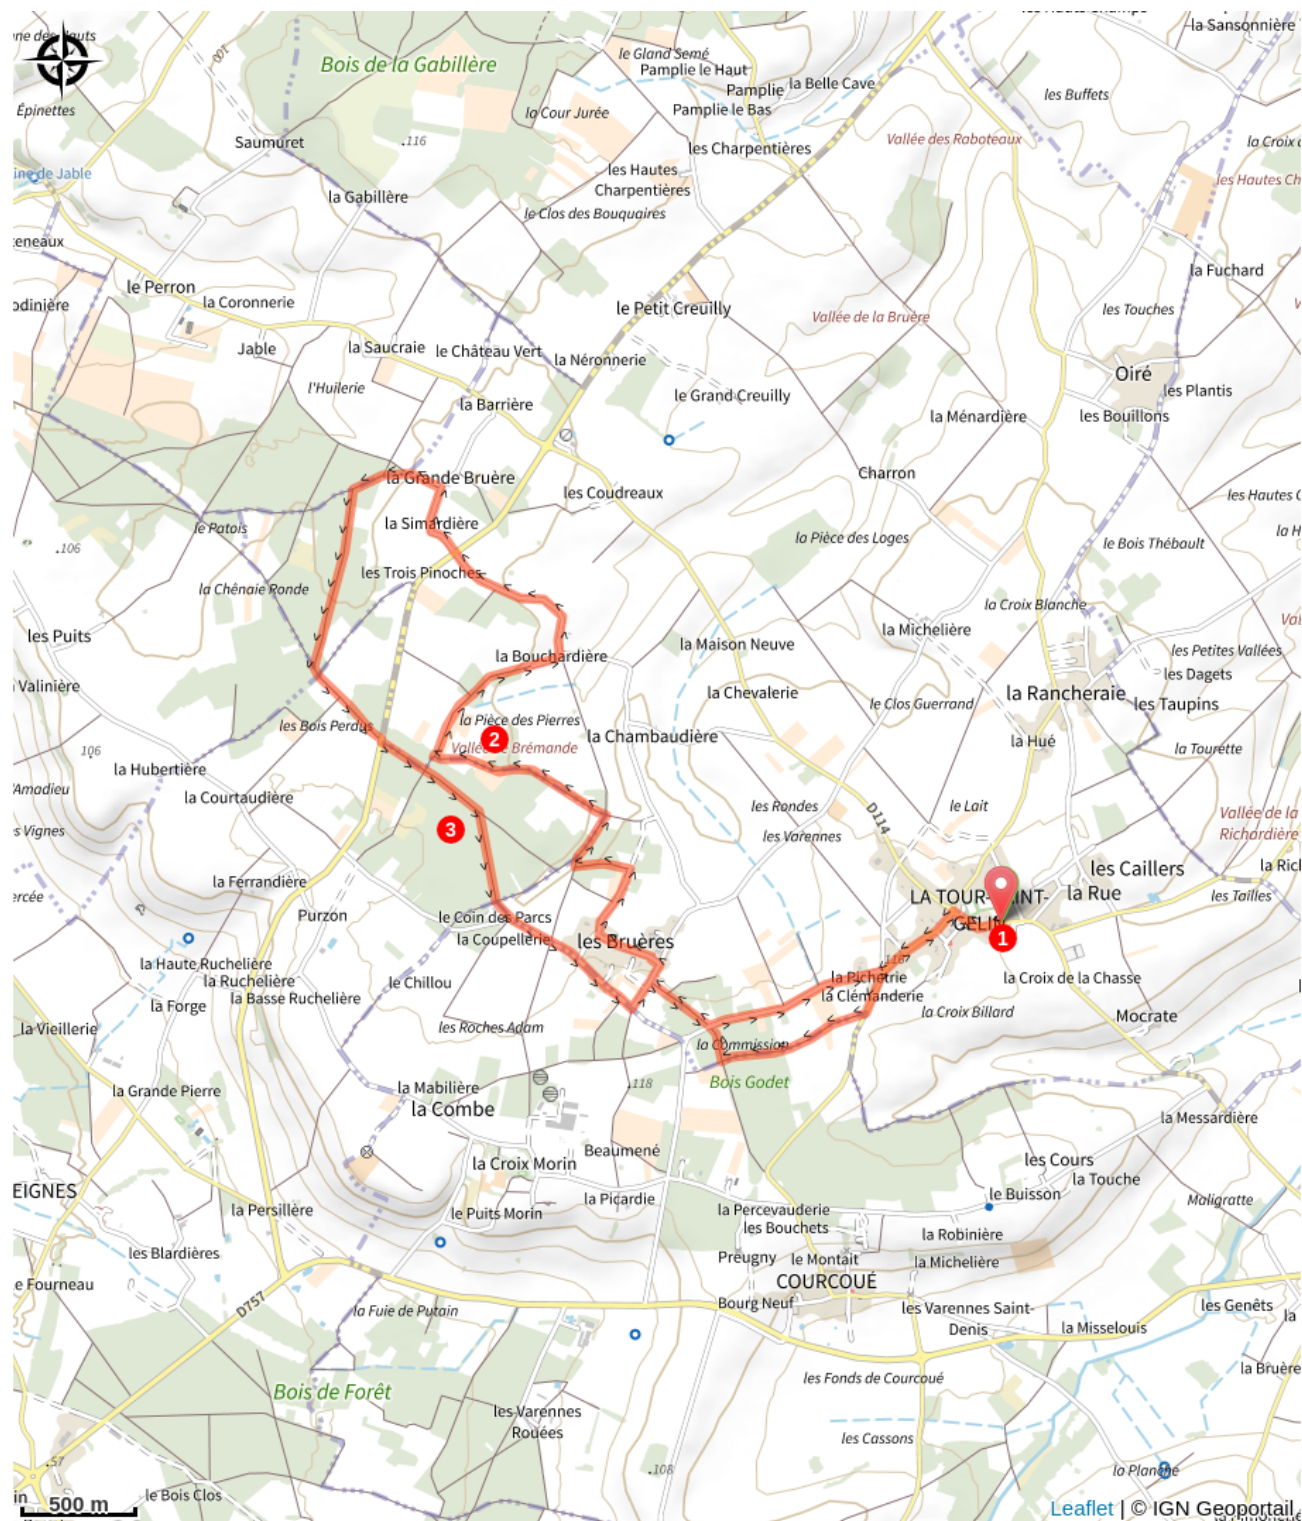 la Sansonnière
le Gland Semé
Bois de la Gabillère
Pamplie le Haut
Pamplie
la Belle Cave
les Buffets
Épinettes
la Cour Jurée
Pamplie le Bas
100
.116
Saumuret
les Charpentières
Vallée des Raboteaux
les Hautes
Charpentières
la Gabillère
le Clos des Bouquaires
le Perron
la Coronnerie
la Fuchard
le Petit Creuilly
les Touches
Vallée de la Bruère
Jable
la Saucraie
le Château Vert
la Néronnerie
Oiré
l'Huilerie
le Grand Creuilly
les Plantis
la Barrière
la Ménardière
les Bouillons
la Grande Bruère
Charron
les Coudreaux
la Simardière
le Patois
la Pièce des Loges
.106
le Bois Thébault
les Trois Pinoches
la Chênaie Ronde
la Croix Blanche
les Puits
la Michelière
la Bouchardière
la Maison Neuve
les Petites Vallées
les Dagets
Valinière
la Chevalerie
la Rancheraie
le Clos Guerrand
les Taupins
les Bois Perdus
la Pièce des Pierres
2
la Chambaudière
la Hué
106
la Tourette
la Hubertière
la Courtaudière
les Rondes
D114
le Lait
Vallée de la
Richardière
3
les Varennes
les Caillers
la Ferrandière
la Rue
les Tailles
LA TOUR-SAINT-
GELIN
Purzon
le Coin des Parcs
la Coupellerie
les Bruères
1
la Haute Ruchelière
118
la Ruchelière
le Chillou
la Pichetrie
la Croix de la Chasse
la Basse Ruchelière
la Clémanderie
la Forge
la Croix Billard
Mocrate
la Vieillerie
les Roches Adam
la Commission
Bois Godet
.118
la Grande Pierre
la Mabilière
la Combe
la Messardière
Beaumené
la Croix Morin
les Cours
la Touche
EIGNES
la Picardie
le Buisson
Maligratte
la Persillère
le Puits Morin
la Percevauderie
les Bouchets
la Robinière
les Blardières
Preugny
le Montait
la Michelière
COURCOUÉ
e Fourneau
D757
la Fuie de Putain
Bourg Neuf
les Varennes Saint-
Denis
les Genêts
la Misselouis
la Bruère
les Fonds de Courcoué
Bois de Forêt
les Varennes
Rouées
les Cassons
.57
.108
la Planche
le Bois Clos
500 m
Leaflet | © IGN Geoportail